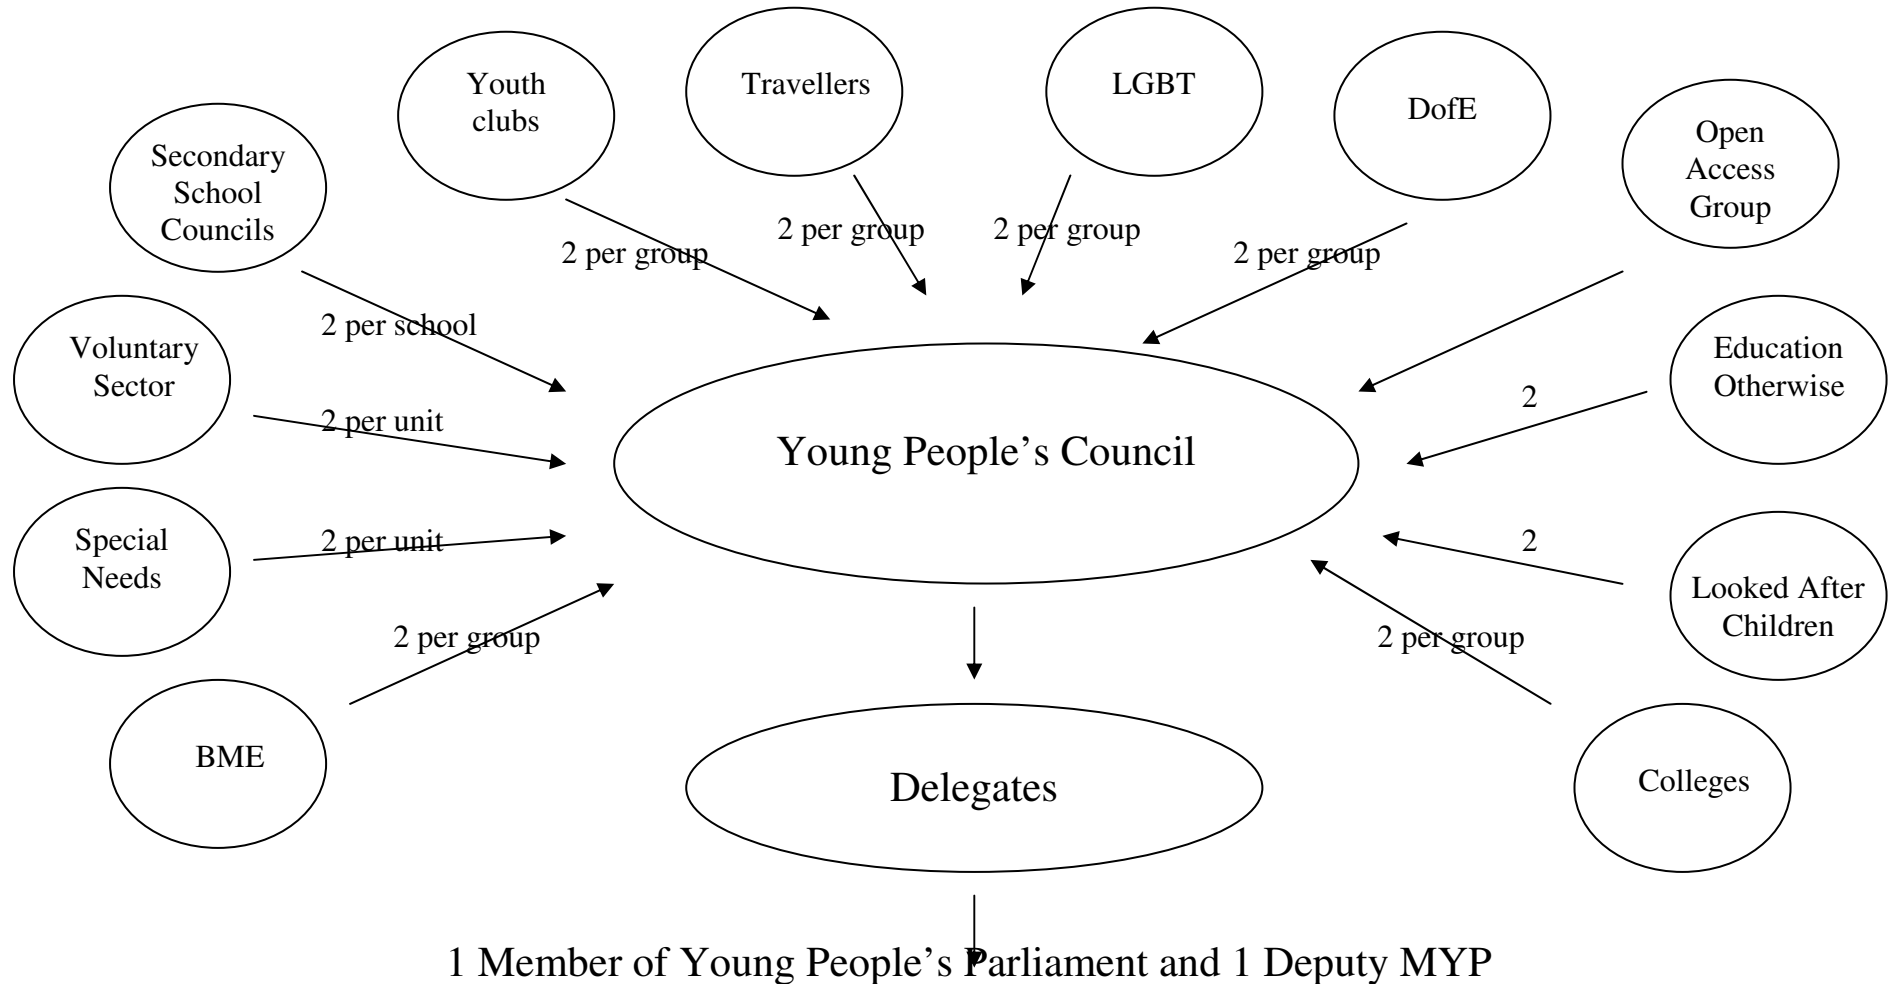 Youth
clubs
Travellers
LGBT
DofE
Open
Access
Group
Secondary
School
Councils
2 per group
2 per group
2 per group
2 per group
2 per school
Voluntary
Sector
Education
Otherwise
2
2 per unit
Young People’s Council
Special
Needs
2 per unit
2
Looked After
Children
2 per group
2 per group
BME
Delegates
Colleges
1 Member of Young People’s Parliament and 1 Deputy MYP